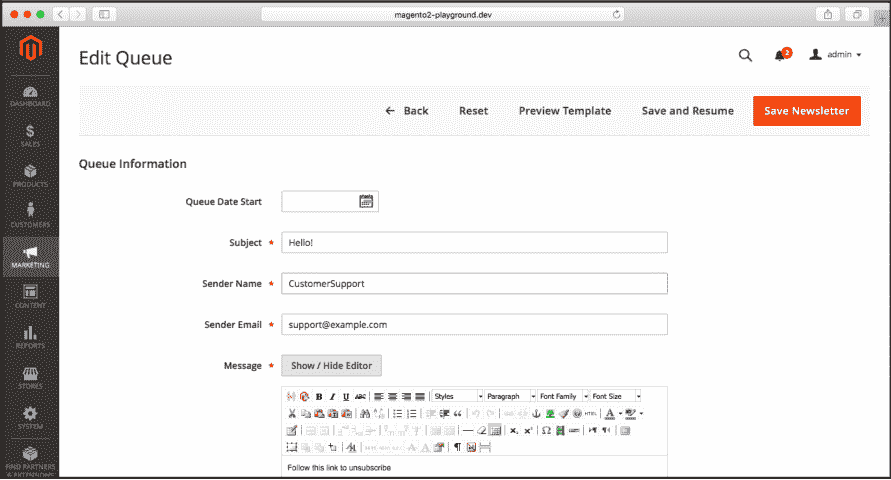 magento2-playground.dev
Edit Queue
2
admin
Back Reset Preview Template Save and Resume Save Newsletter
DASHBOARD
SALES
PRODUCTS
CUSTOMERS
MARKETING
CONTENT
REPORTS
STORES
SYSTEM
FIND PARTNERS
& EXTENSIONS
Queue Information
Queue Date Start
Subject * Hello!
Sender Name * CustomerSupport
Sender Email * support@example.com
Message * Show / Hide Editor
B I U ABC Styles Paragraph Font Family Font Size
HTML A
Follow this link to unsubscribe